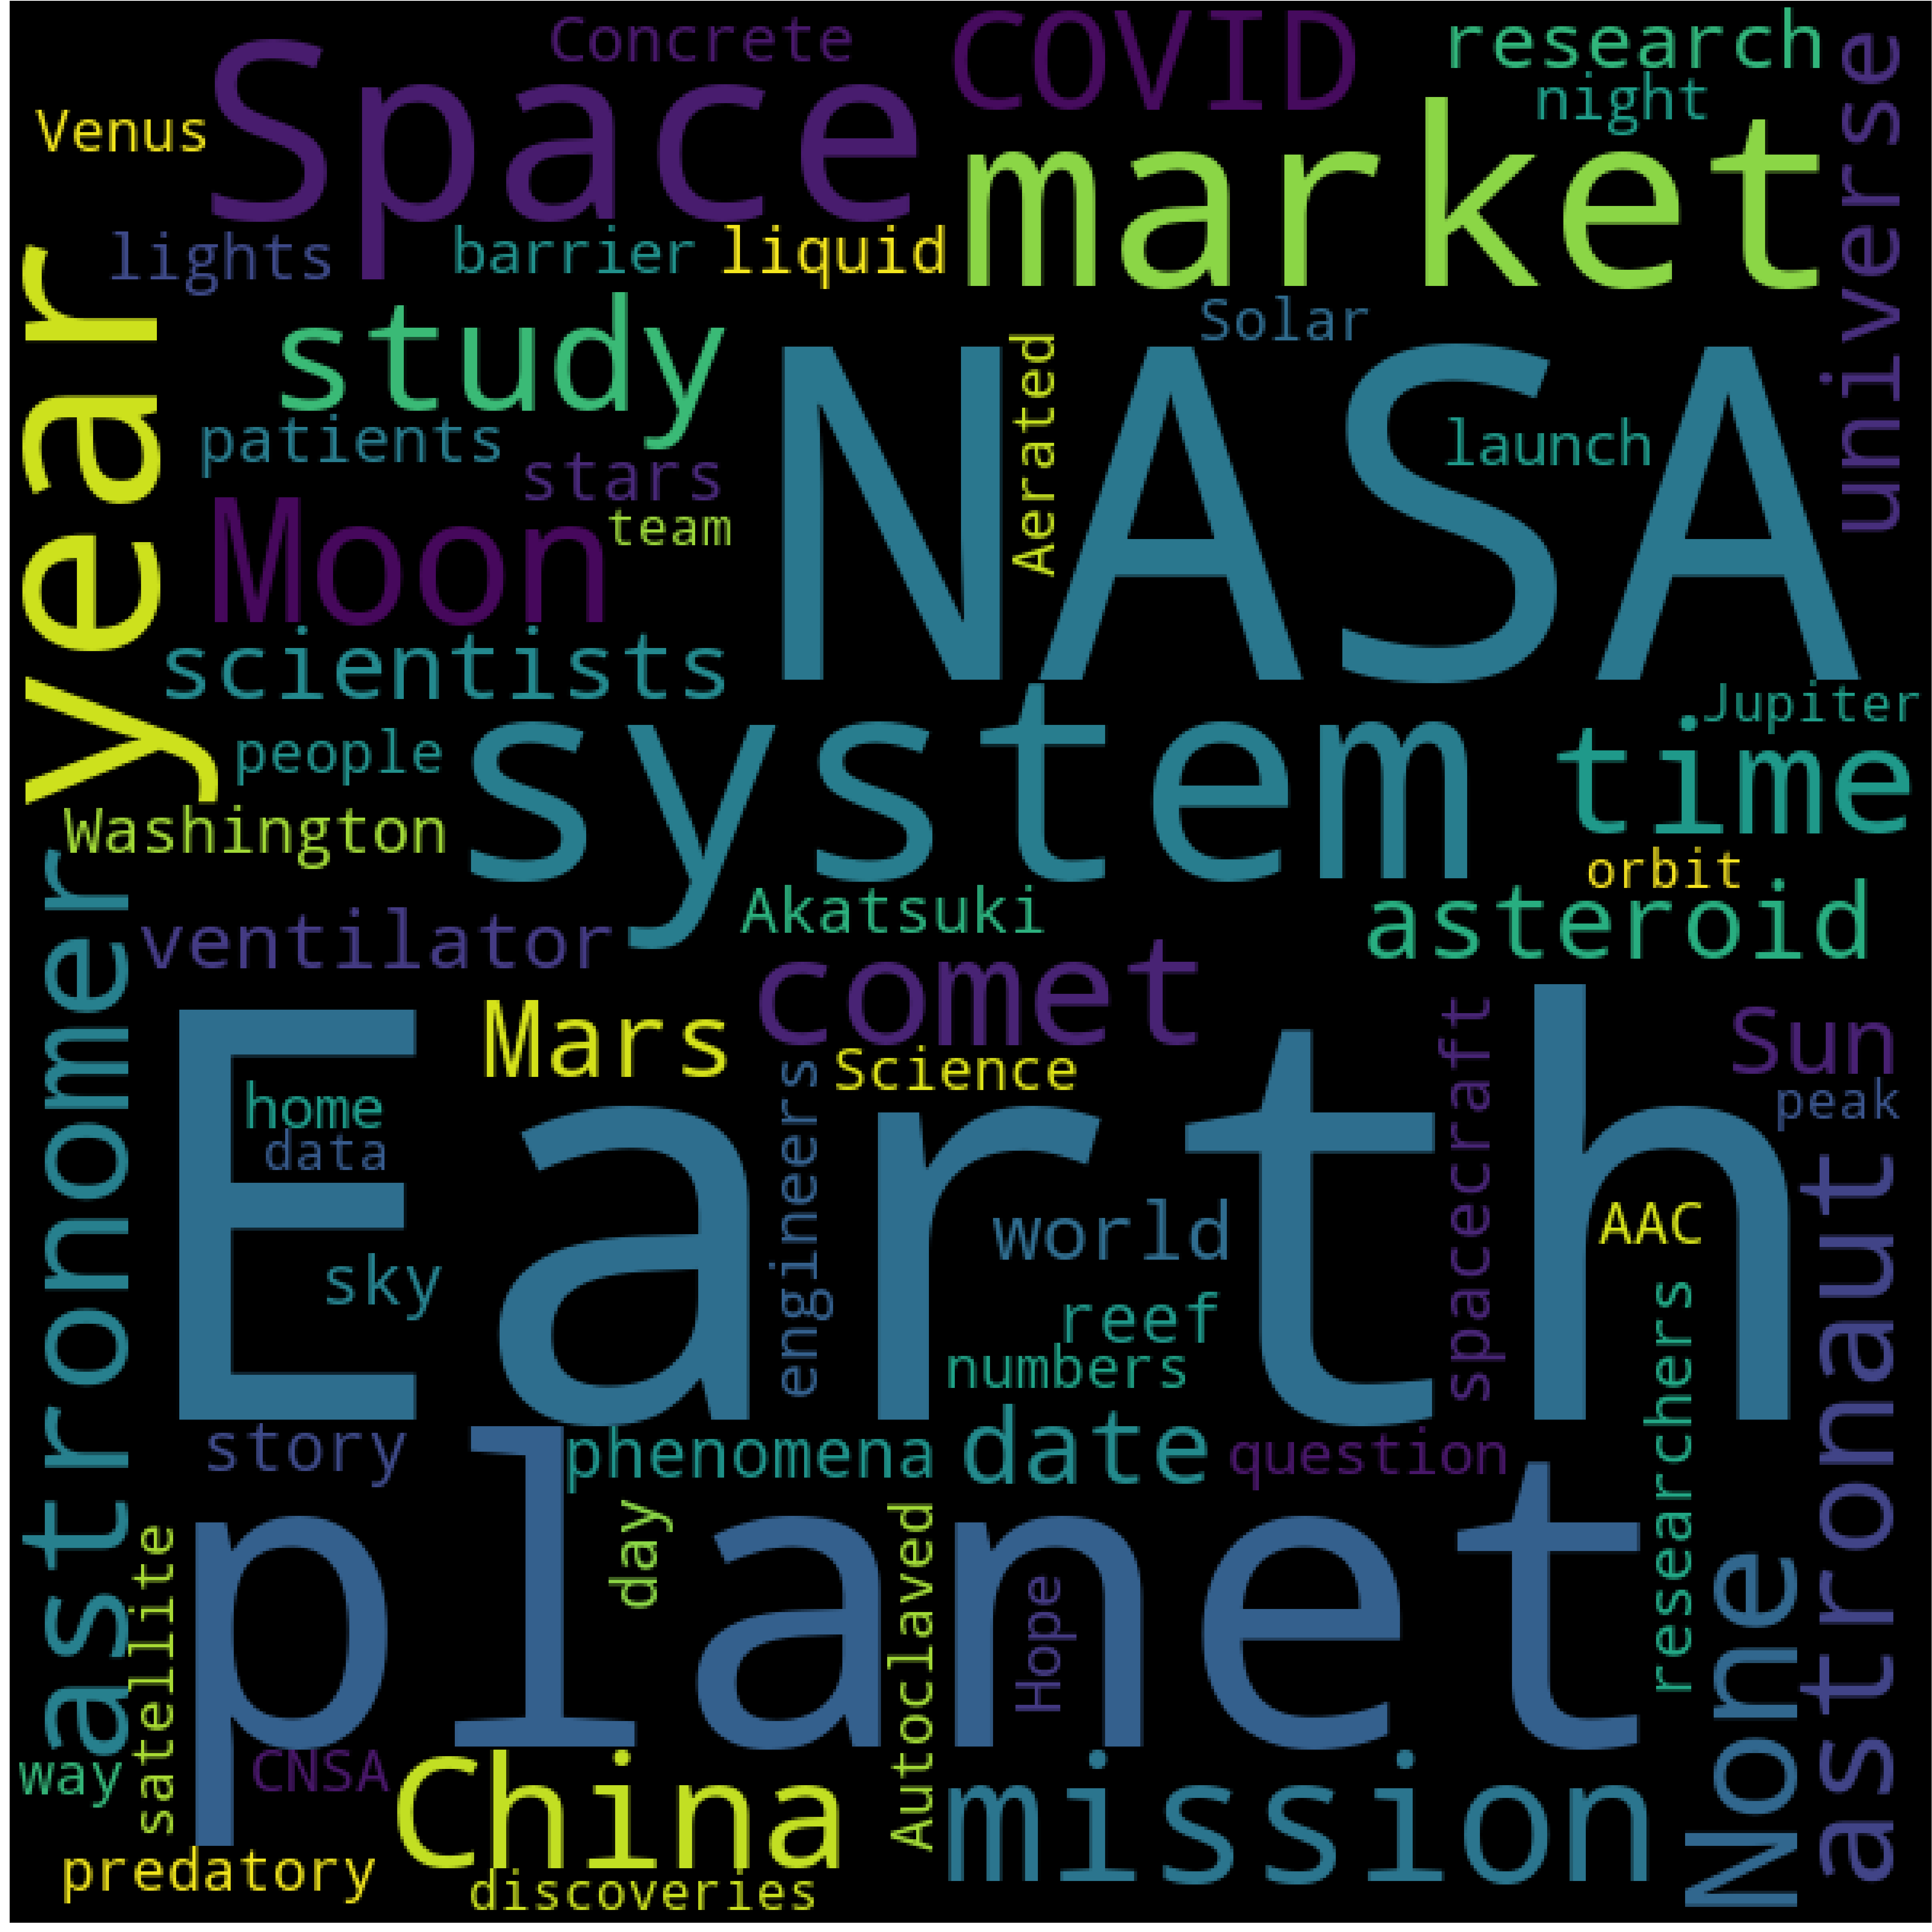 Concrete
COVID
research
Space
night
Venus
market
universe
lights
barrier
liquid
year
study
Solar
NASA
Aerated
launch
patients
stars
Moon
team
scientists
Jupiter
system
time
people
Washington
orbit
astronomer
Akatsuki
asteroid
ventilator
comet
Earth
Mars
spacecraft
Sun
Science
engineers
home
peak
data
astronaut
world
AAC
sky
reef
researchers
numbers
date
story
phenomena
question
planet
day
Autoclaved
satellite
None
Hope
way
CNSA
China
mission
predatory
discoveries